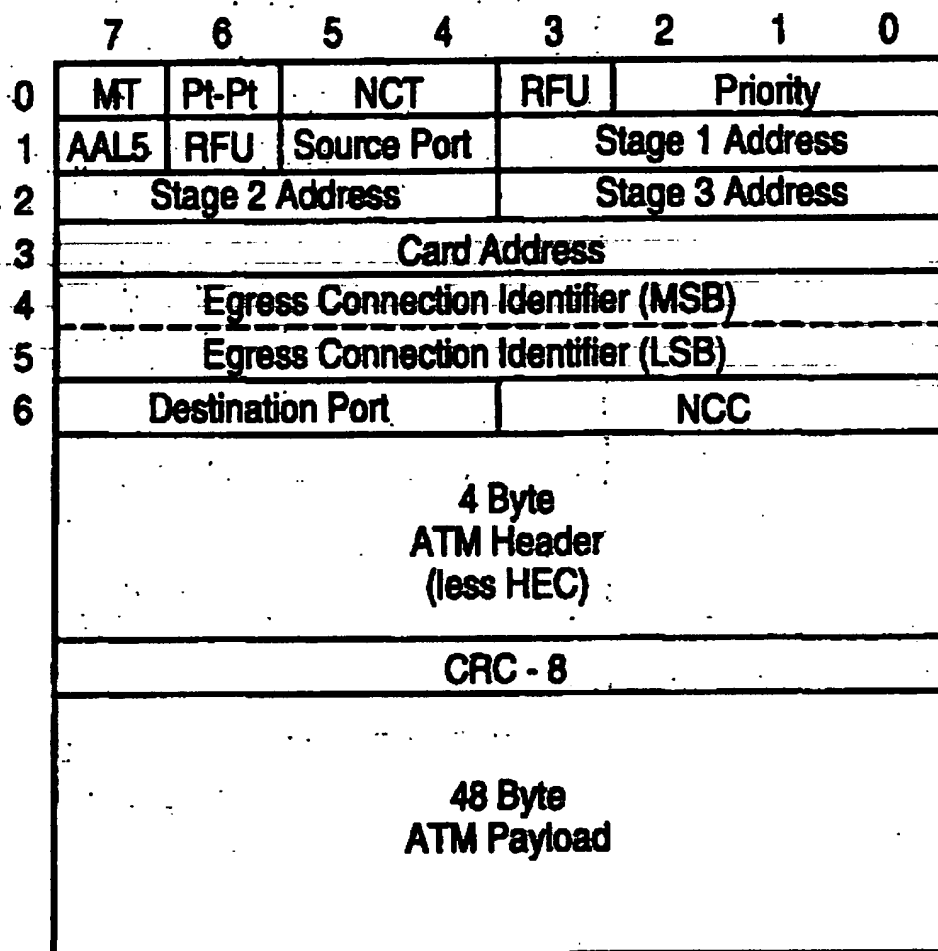 7 6 5 4 3 2 1 0
0 MT Pt-Pt NCT RFU Priority
1 AAL5 RFU Source Port Stage 1 Address
2 Stage 2 Address Stage 3 Address
3 Card Address
4 Egress Connection Identifier (MSB)
5 Egress Connection Identifier (LSB)
6 Destination Port NCC
4 Byte
ATM Header
(less HEC)
CRC - 8
48 Byte
ATM Payload